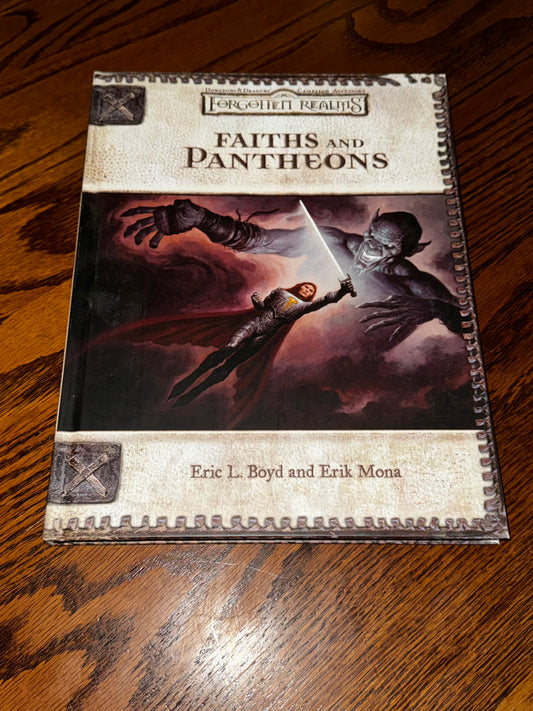 DUNGEONS & DRAGONS CAMPAIGN ACCESSORY
FORGOTTEN REALMS
FAITHS AND
PANTHEONS
Eric L. Boyd and Erik Mona